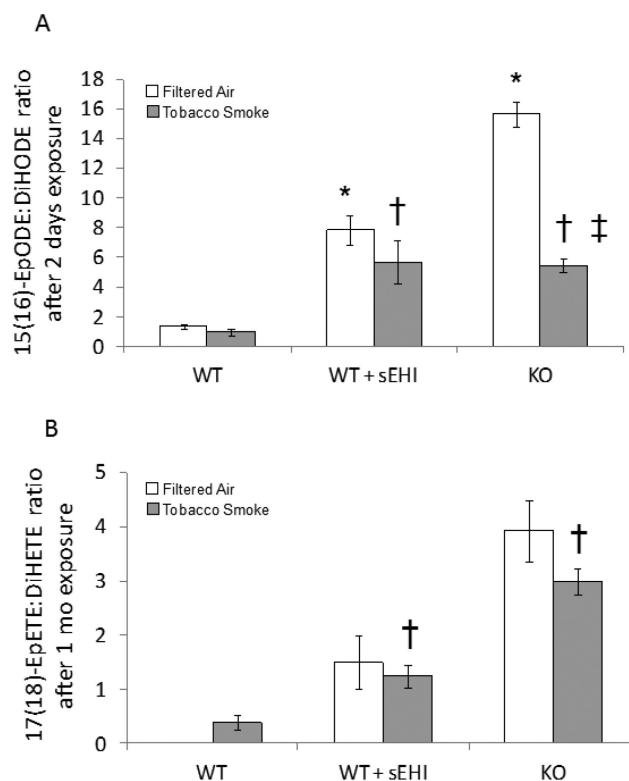 A
15(16)-EpODE:DiHODE ratio
after 2 days exposure
18
16
14
12
10
8
6
4
2
0
Filtered Air
Tobacco Smoke
*
†
*
† ‡
WT
WT + sEHI
KO
B
17(18)-EpETE:DiHETE ratio
after 1 mo exposure
5
4
3
2
1
0
Filtered Air
Tobacco Smoke
†
†
WT
WT + sEHI
KO